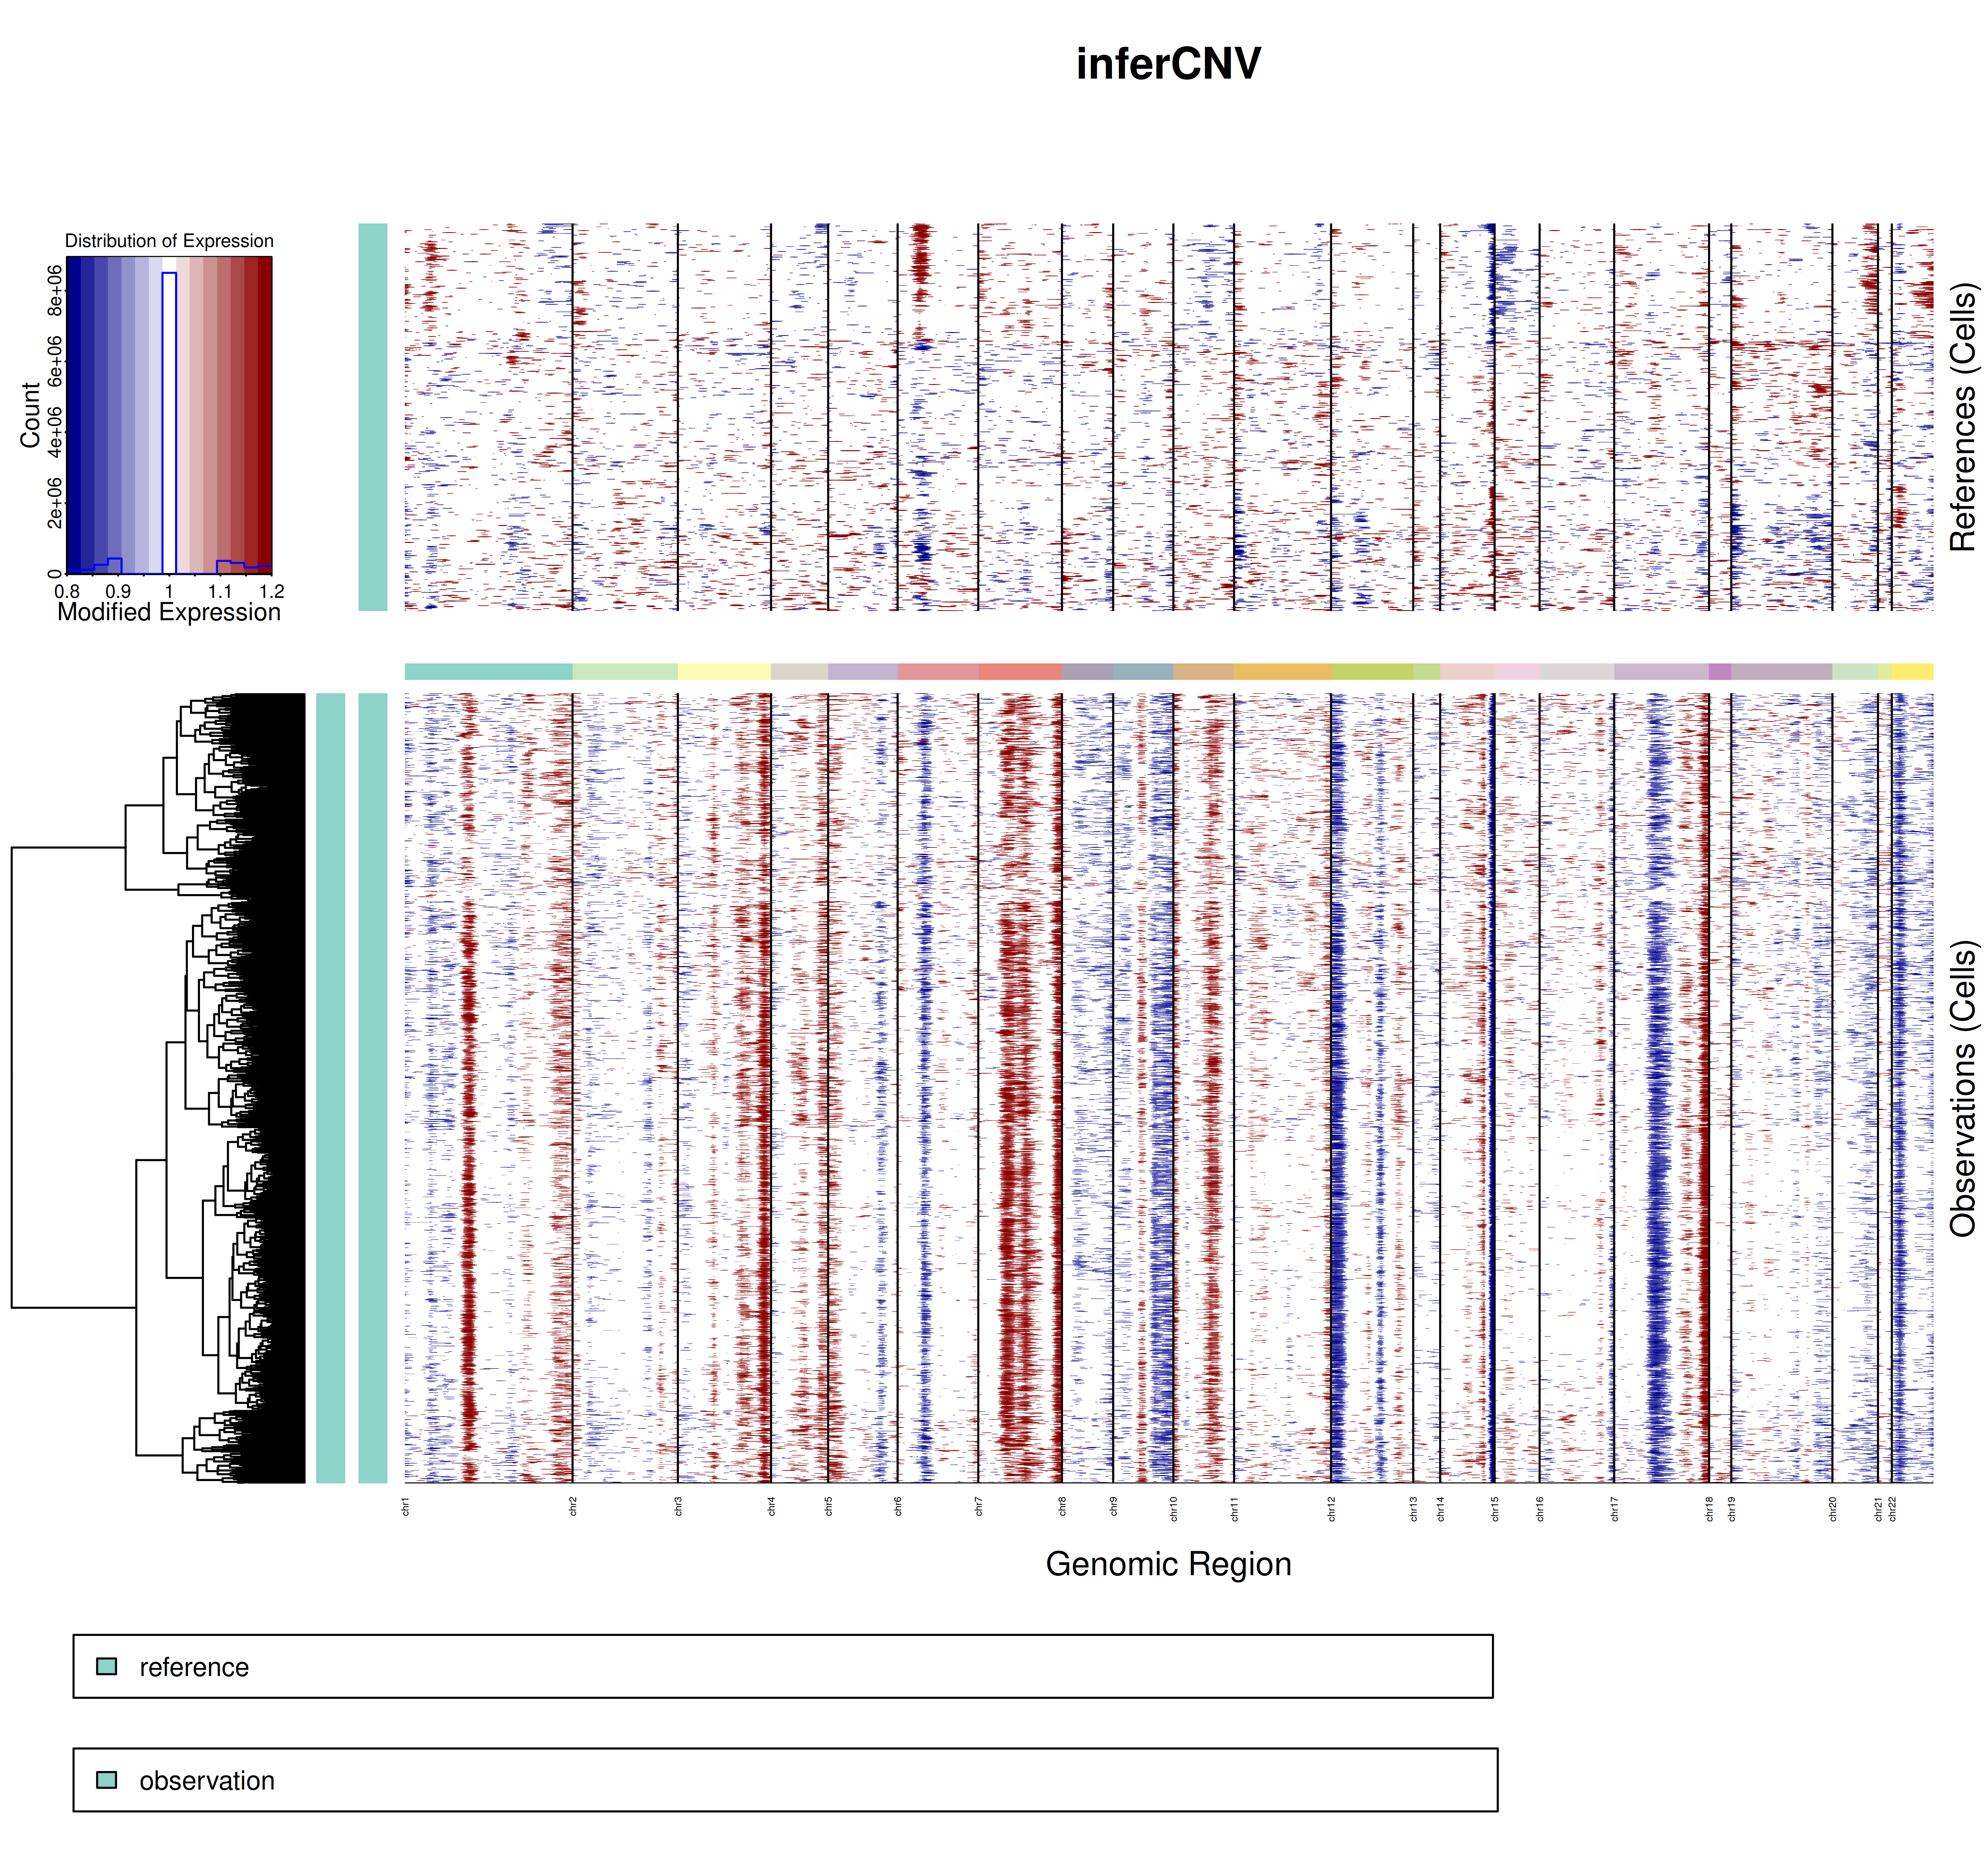 inferCNV
Distribution of Expression
Count
0
2e+06
4e+06
6e+06
8e+06
0.8 0.9 1 1.1 1.2
Modified Expression
References (Cells)
Observations (Cells)
chr1 chr2 chr3 chr4 chr5 chr6 chr7 chr8 chr9 chr10 chr11 chr12 chr13 chr14 chr15 chr16 chr17 chr18 chr19 chr20 chr21 chr22
Genomic Region
reference
observation